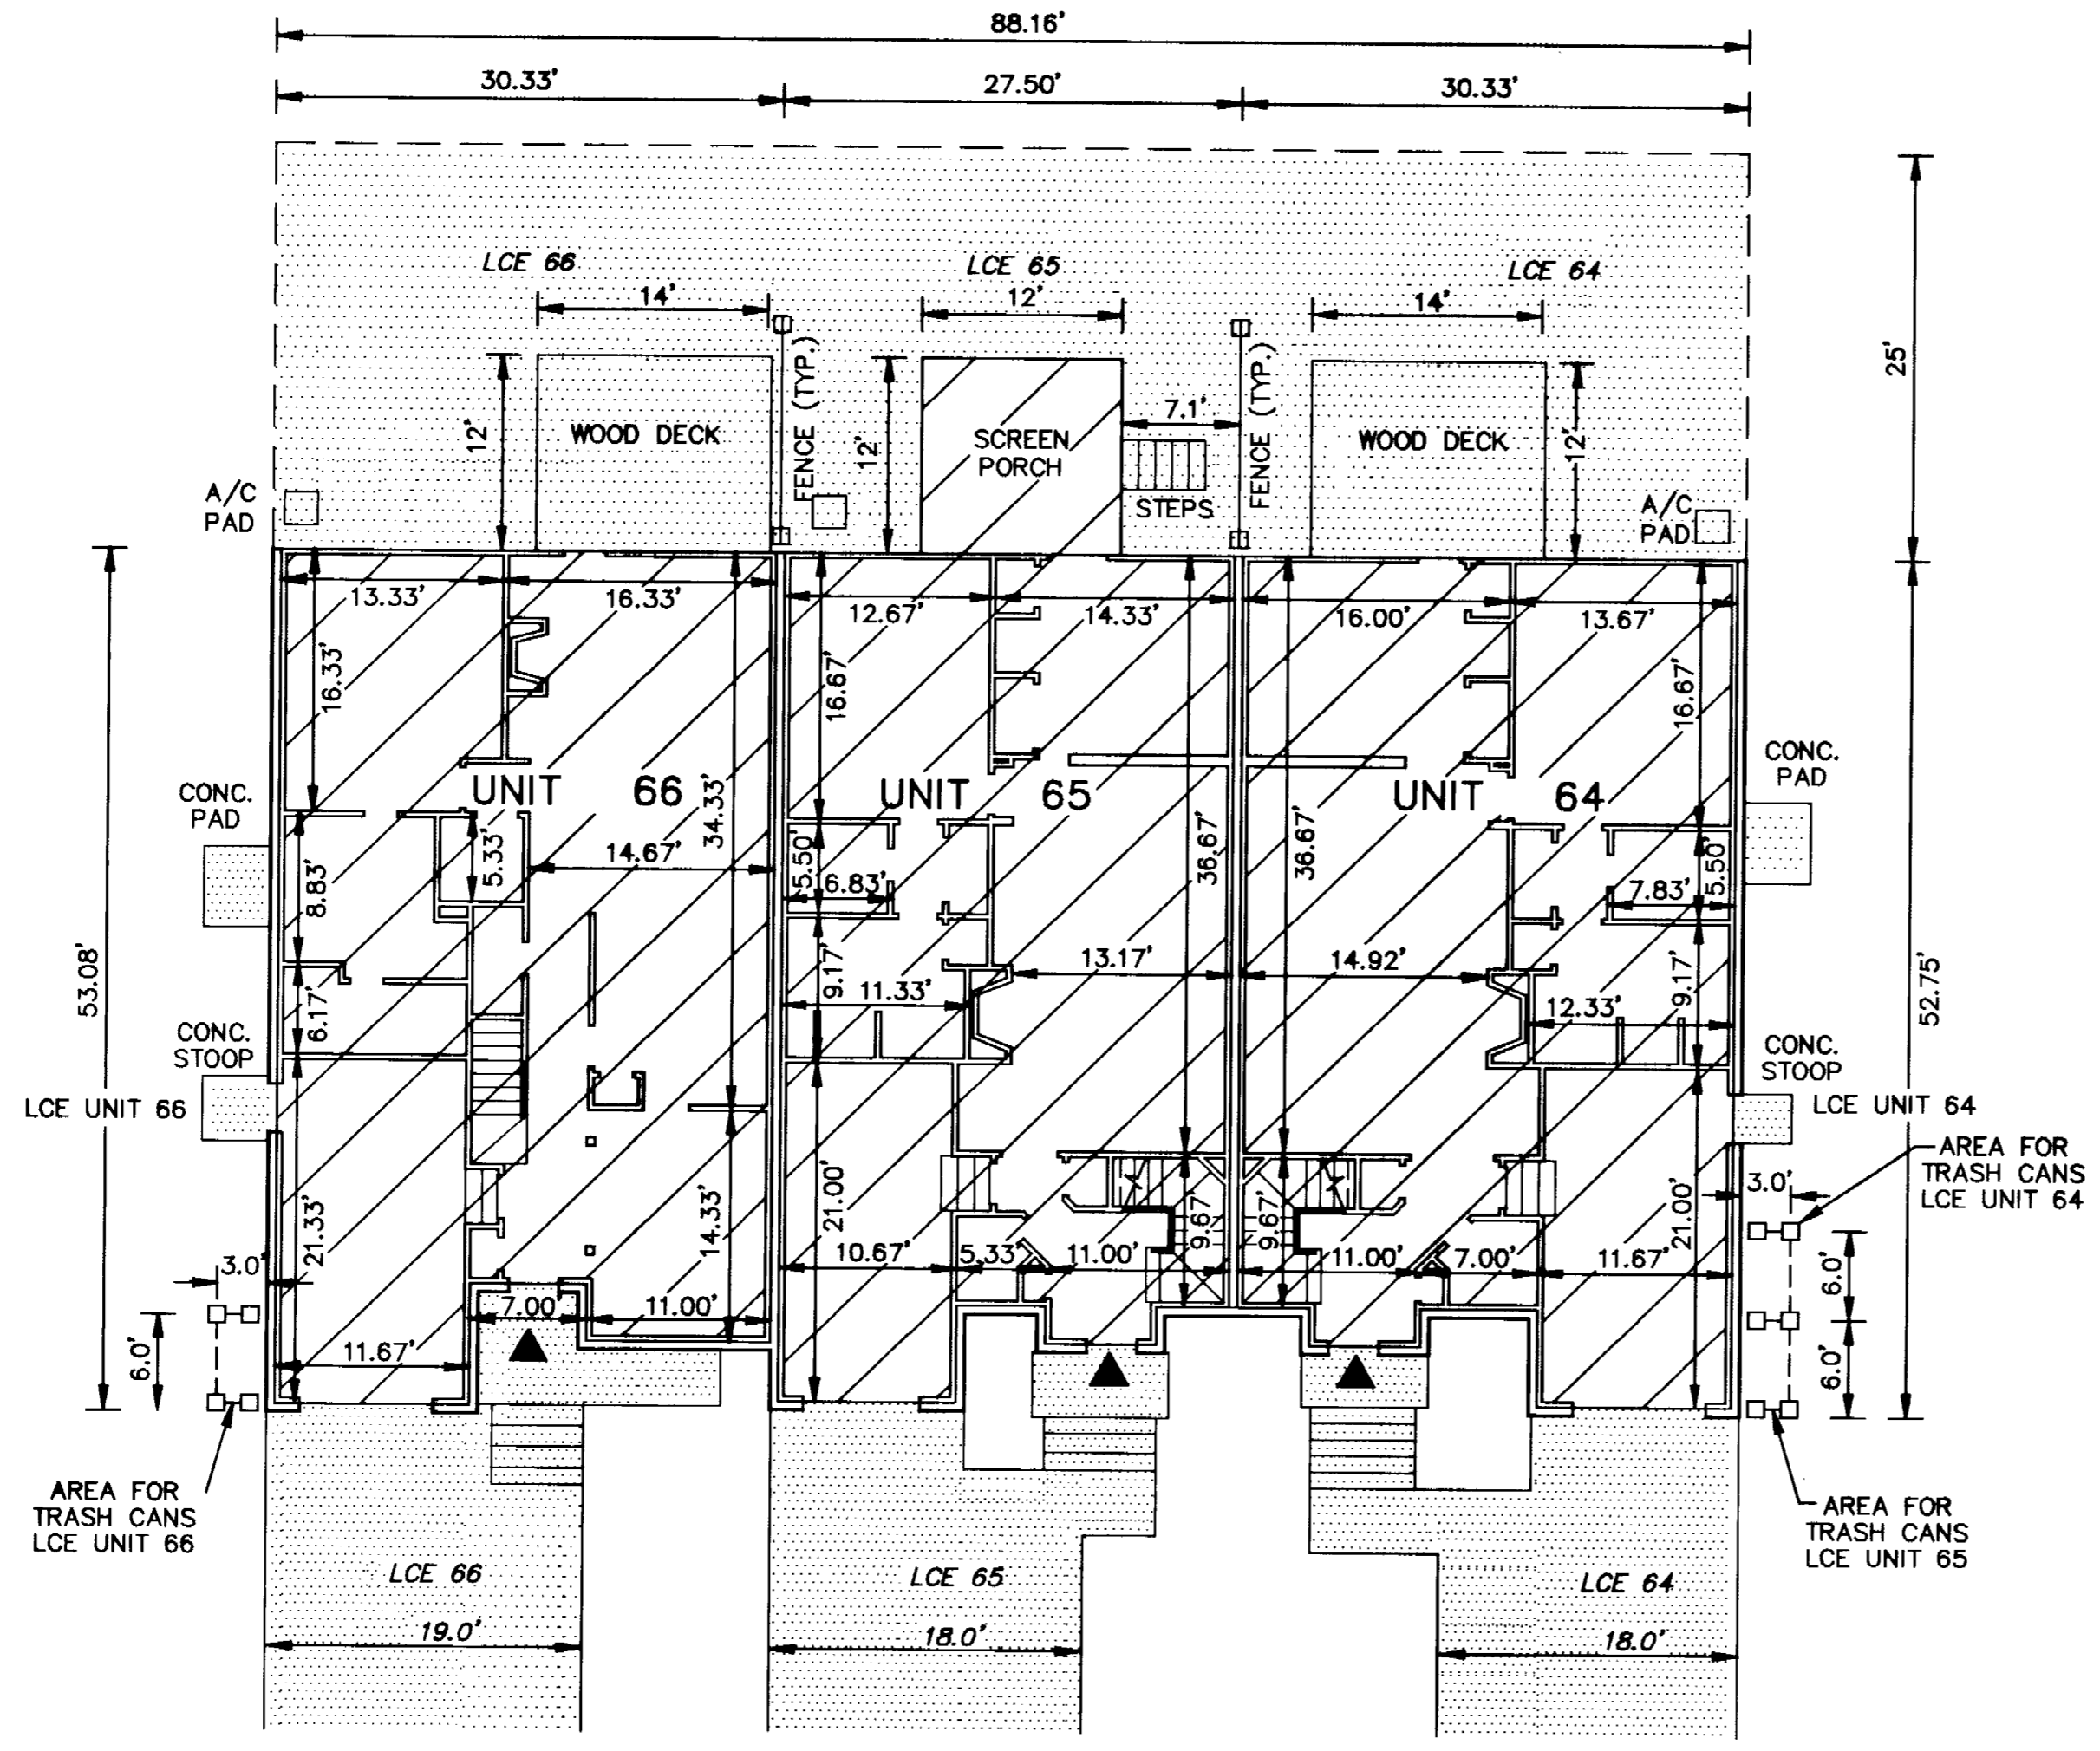 88.16'
30.33'
27.50'
30.33'
LCE 66
LCE 65
LCE 64
14'
12'
14'
25'
12'
WOOD DECK
FENCE (TYP.)
12'
SCREEN
PORCH
7.1'
STEPS
FENCE (TYP.)
WOOD DECK
12'
A/C
PAD
A/C
PAD
13.33'
16.33'
12.67'
14.33'
16.00'
13.67'
16.33'
34.33'
16.67'
36.67'
36.67'
16.67'
UNIT 66
UNIT 65
UNIT 64
CONC.
PAD
CONC.
PAD
8.83'
5.33'
14.67'
5.50'
6.83'
7.83'
5.50'
53.08'
6.17'
9.17'
11.33'
13.17'
14.92'
12.33'
9.17'
52.75'
CONC.
STOOP
LCE UNIT 66
CONC.
STOOP
LCE UNIT 64
AREA FOR
TRASH CANS
LCE UNIT 64
3.0'
21.33'
14.33'
21.00'
9.67'
9.67'
21.00'
3.0'
10.67'
5.33'
11.00'
11.00'
7.00'
11.67'
6.0'
6.0'
6.0'
7.00'
11.00'
11.67'
AREA FOR
TRASH CANS
LCE UNIT 66
AREA FOR
TRASH CANS
LCE UNIT 65
LCE 66
LCE 65
LCE 64
19.0'
18.0'
18.0'